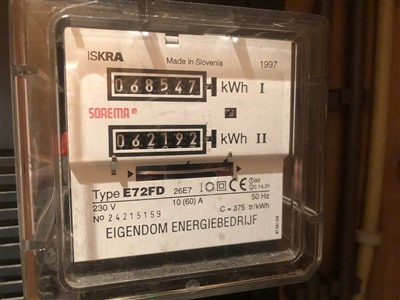 ISKRA Made in Slovenia 1997
068547 kWh I
SOREMA®
062192 kWh II
Type E72FD 26E7
230 V 10 (60) A 50 Hz
№ 24215159 C = 375 tr/kWh
EIGENDOM ENERGIEBEDRIJF